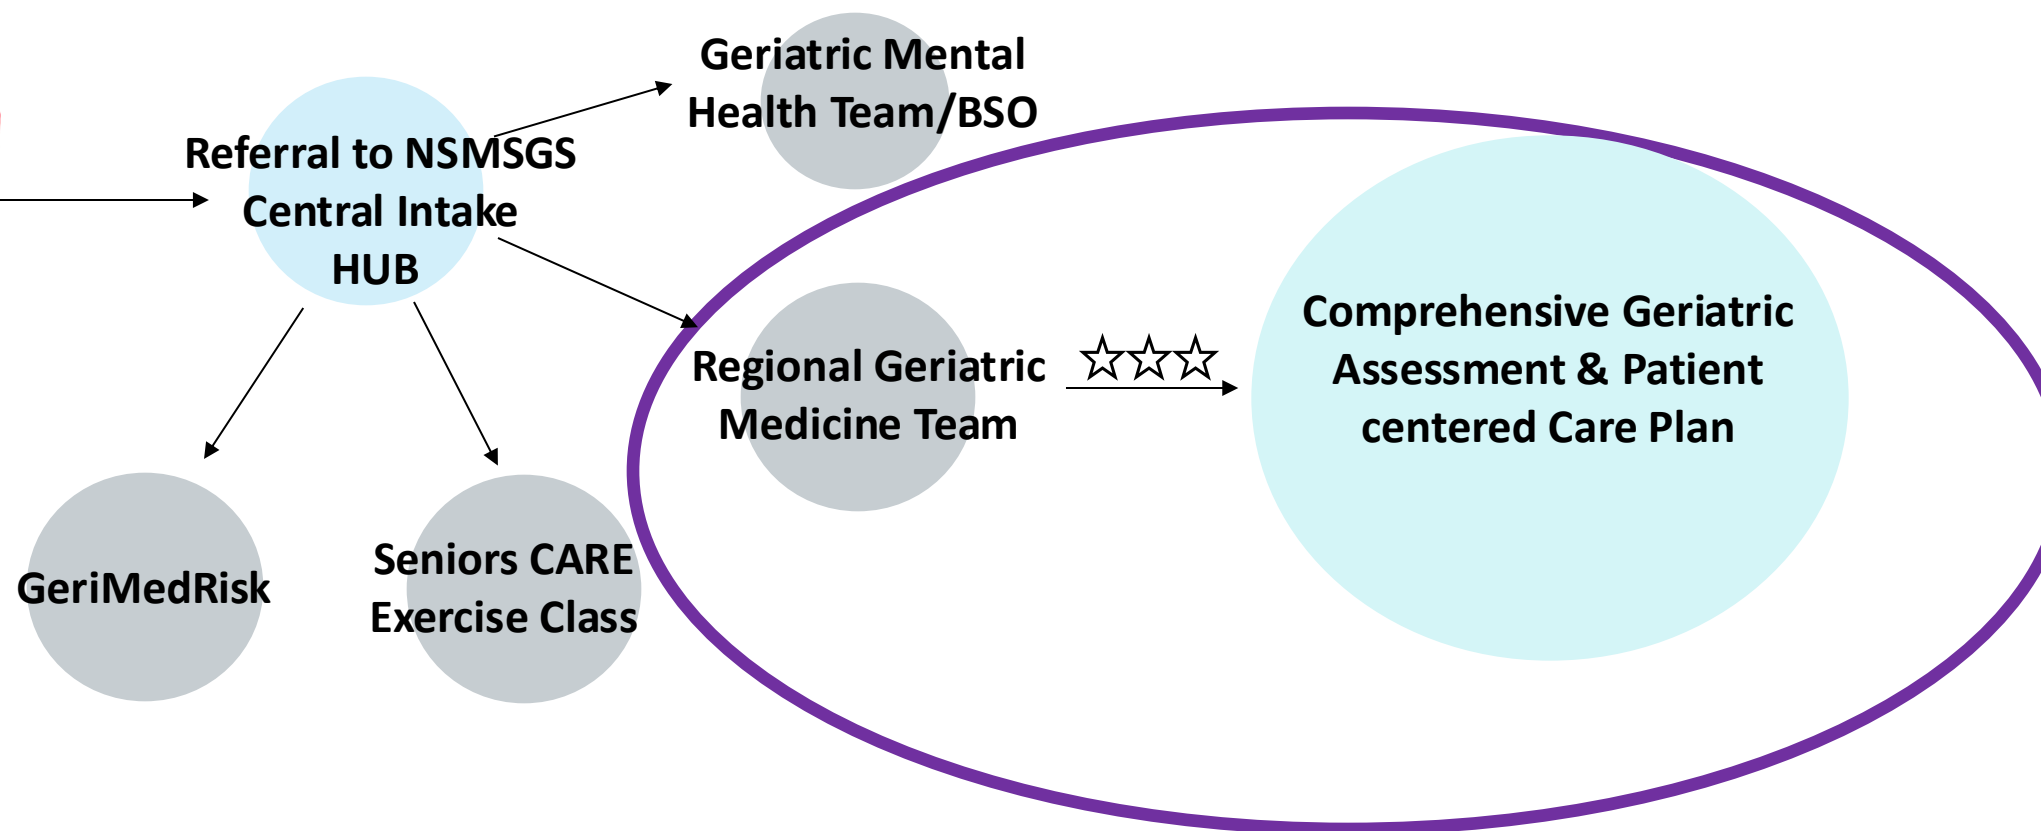 Geriatric Mental
Health Team/BSO
Referral to NSMSGS
Central Intake
HUB
Comprehensive Geriatric
Assessment & Patient
centered Care Plan
Regional Geriatric
Medicine Team
GeriMedRisk
Seniors CARE
Exercise Class